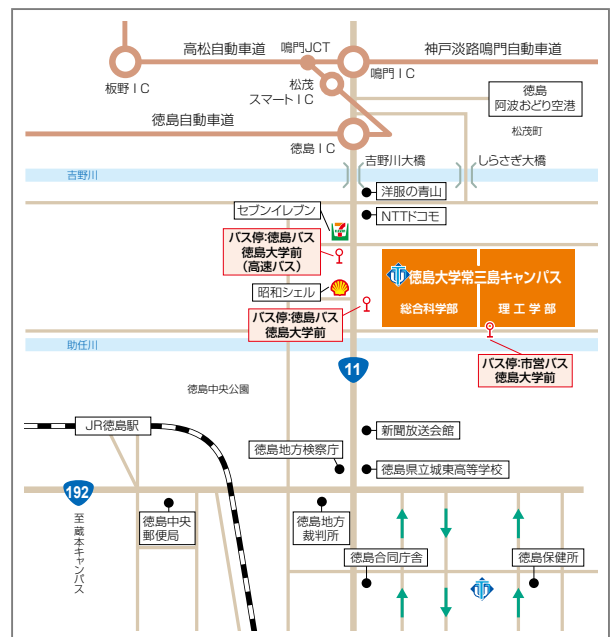 高松自動車道
鳴門JCT
神戸淡路鳴門自動車道
板野IC
松茂
スマートIC
鳴門IC
徳島
阿波おどり空港
徳島自動車道
松茂町
徳島IC
吉野川大橋
しらさぎ大橋
吉野川
洋服の青山
セブンイレブン
NTTドコモ
バス停:徳島バス
徳島大学前
(高速バス)
徳島大学常三島キャンパス
昭和シェル
総合科学部
理工学部
バス停:徳島バス
徳島大学前
助任川
バス停:市営バス
徳島大学前
11
徳島中央公園
JR徳島駅
新聞放送会館
徳島地方検察庁
徳島県立城東高等学校
192
徳島中央
郵便局
徳島地方
裁判所
至蔵本キャンパス
徳島合同庁舎
徳島保健所